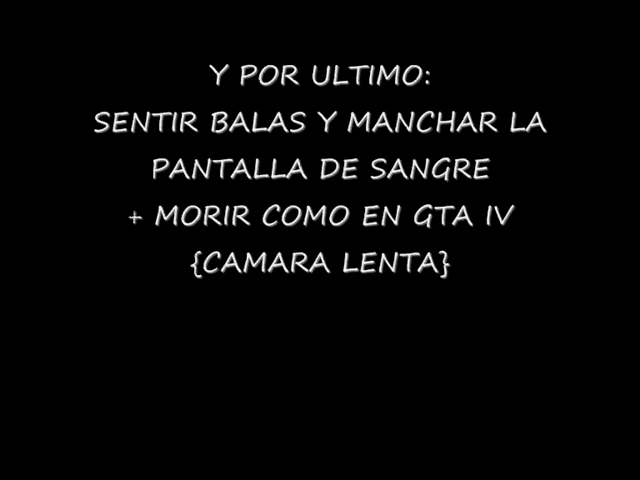 Y POR ULTIMO:
SENTIR BALAS Y MANCHAR LA
PANTALLA DE SANGRE
+ MORIR COMO EN GTA IV
{CAMARA LENTA}